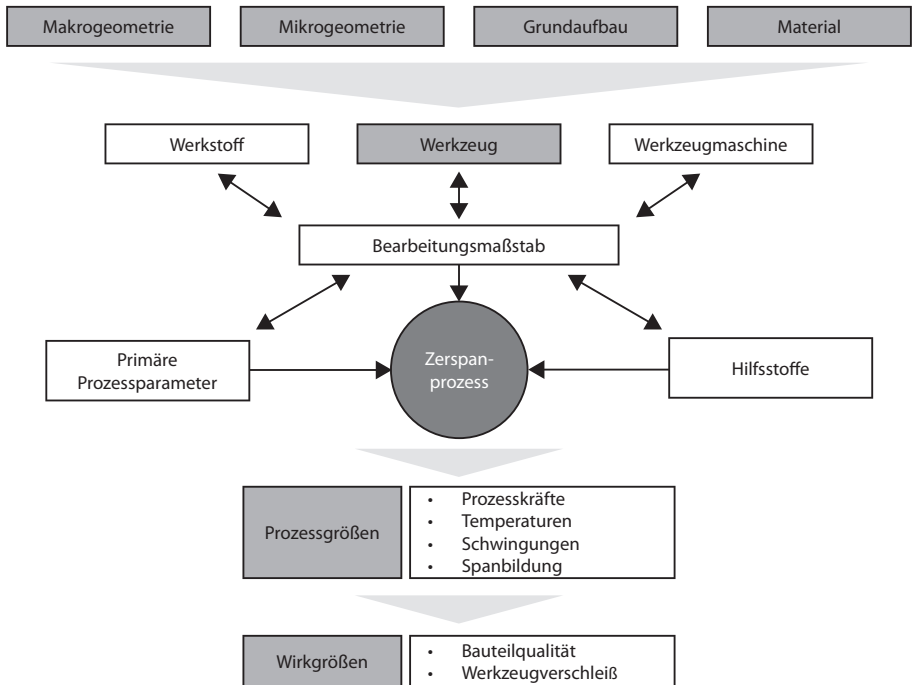 Makrogeometrie
Mikrogeometrie
Grundaufbau
Material
Werkstoff
Werkzeug
Werkzeugmaschine
Bearbeitungsmaßstab
Primäre
Prozessparameter
Zerspan-
prozess
Hilfsstoffe
Prozessgrößen
• Prozesskräfte
• Temperaturen
• Schwingungen
• Spanbildung
Wirkgrößen
• Bauteilqualität
• Werkzeugverschleiß